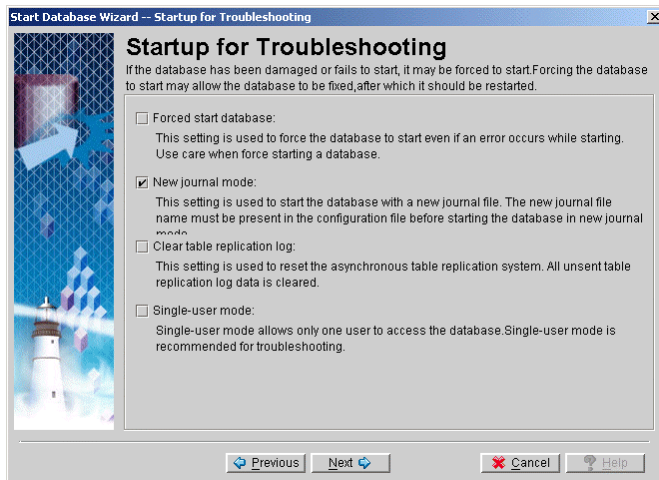 Start Database Wizard -- Startup for Troubleshooting
Startup for Troubleshooting
If the database has been damaged or fails to start, it may be forced to start.Forcing the database
to start may allow the database to be fixed,after which it should be restarted.
Forced start database:
This setting is used to force the database to start even if an error occurs while starting.
Use care when force starting a database.
New journal mode:
This setting is used to start the database with a new journal file. The new journal file
name must be present in the configuration file before starting the database in new journal
mode.
Clear table replication log:
This setting is used to reset the asynchronous table replication system. All unsent table
replication log data is cleared.
Single-user mode:
Single-user mode allows only one user to access the database.Single-user mode is
recommended for troubleshooting.
Previous Next Cancel Help